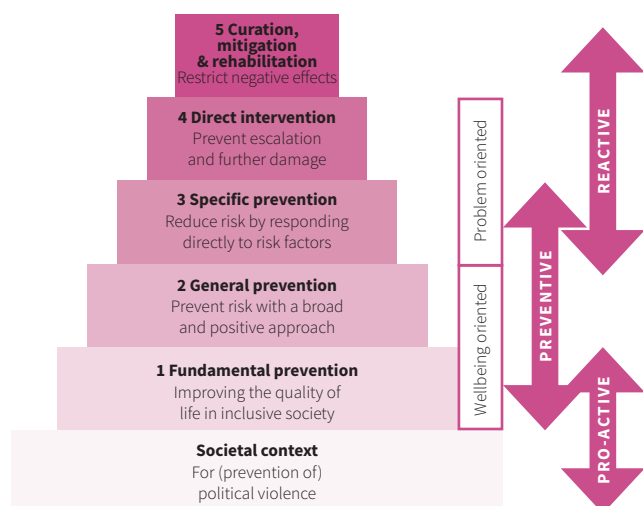 5 Curation,
mitigation
& rehabilitation
Restrict negative effects
4 Direct intervention
Prevent escalation
and further damage
3 Specific prevention
Reduce risk by responding
directly to risk factors
2 General prevention
Prevent risk with a broad
and positive approach
1 Fundamental prevention
Improving the quality of
life in inclusive society
Societal context
For (prevention of)
political violence
Problem oriented
Wellbeing oriented
REACTIVE
PREVENTIVE
PRO-ACTIVE